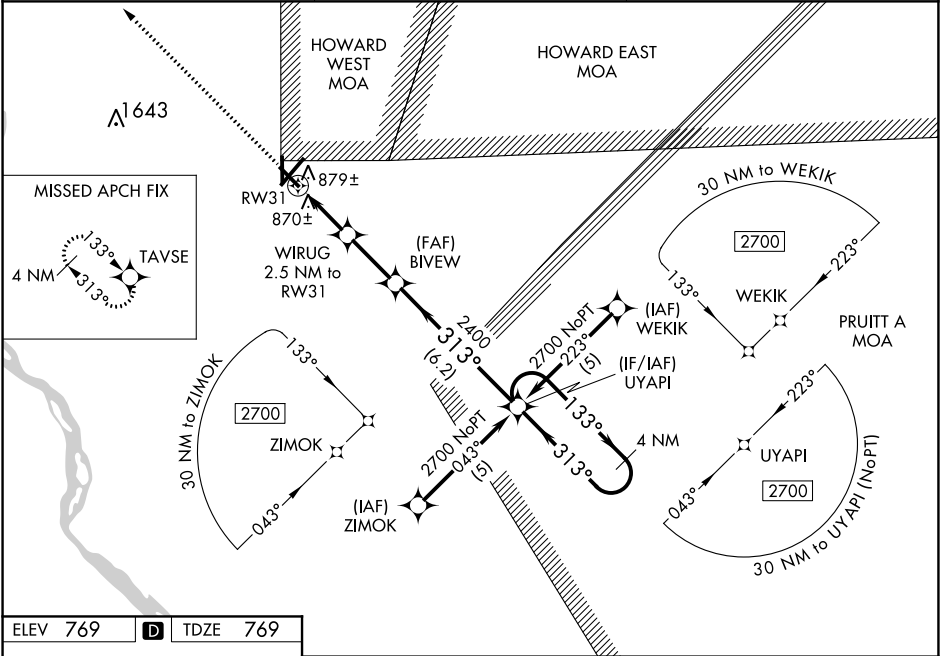 HOWARD
WEST
MOA
HOWARD EAST
MOA
1643
879±
RW31
870±
MISSED APCH FIX
133°
TAVSE
4 NM
313°
WIRUG
2.5 NM to
RW31
(FAF)
BIVEW
30 NM to WEKIK
2700
133°
223°
WEKIK
PRUITT A
MOA
2400
313°
(6.2)
2700 NoPT
223°
(5)
(IAF)
WEKIK
(IF/IAF)
UYAPI
133°
4 NM
313°
2700 NoPT
043°
(5)
(IAF)
ZIMOK
30 NM to ZIMOK
133°
2700
ZIMOK
043°
223°
UYAPI
2700
043°
30 NM to UYAPI (NoPT)
ELEV 769 D TDZE 769